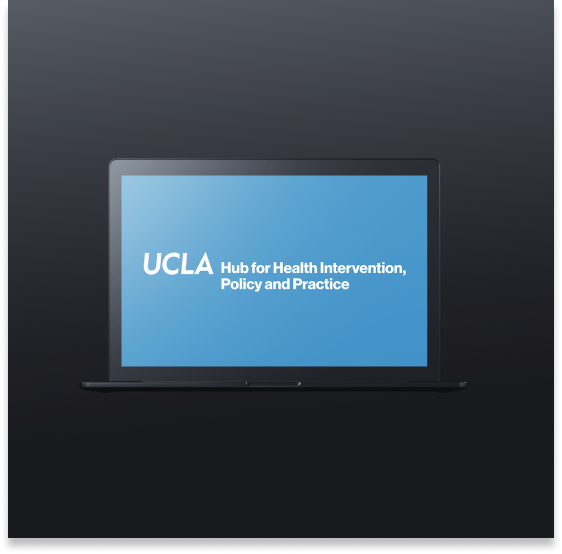 UCLA Hub for Health Intervention,
Policy and Practice